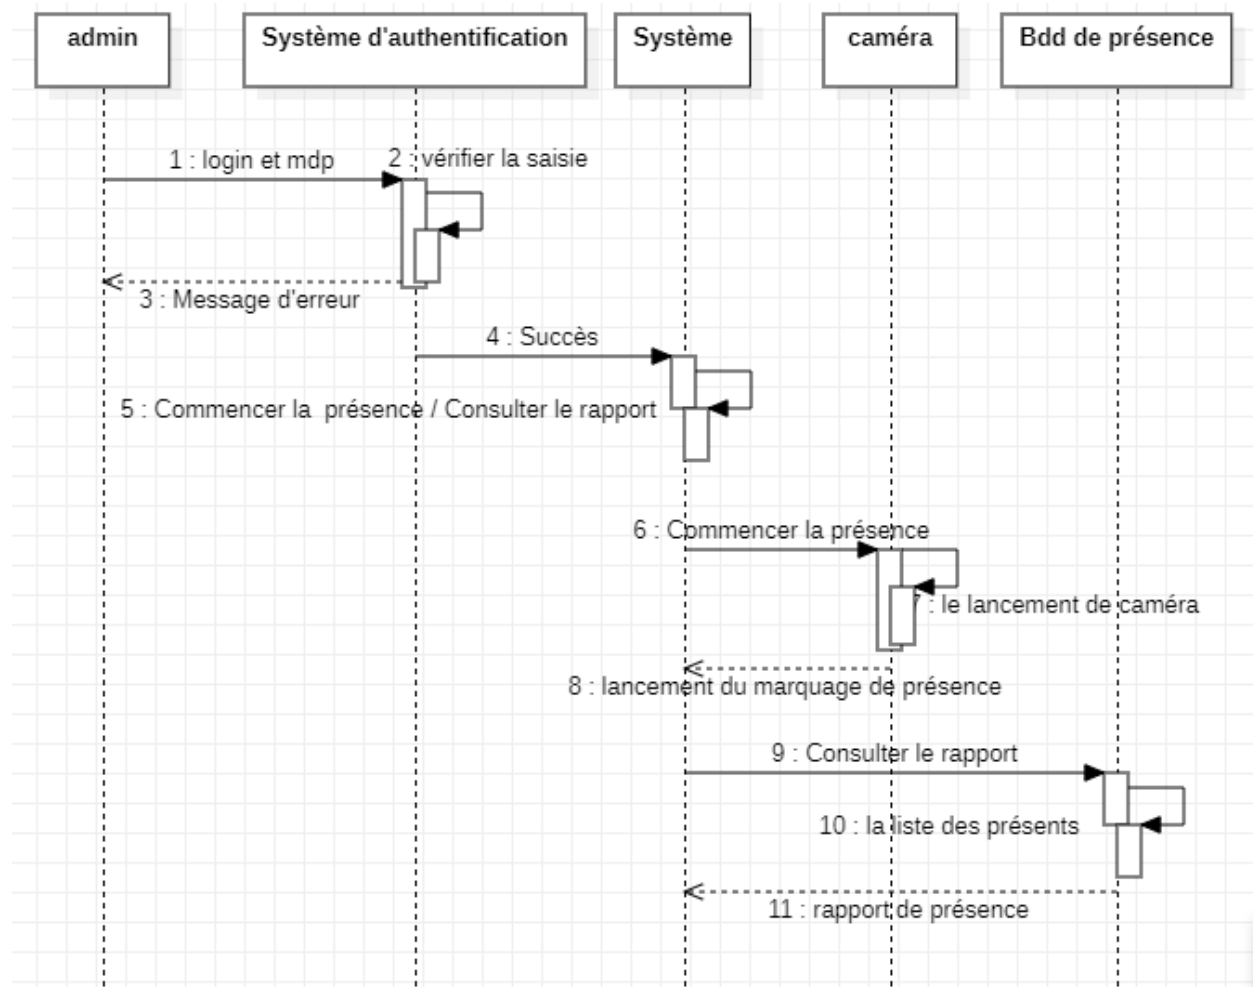 admin
Système d'authentification
Système
caméra
Bdd de présence
1 : login et mdp
2 : vérifier la saisie
3 : Message d'erreur
4 : Succès
5 : Commencer la  présence / Consulter le rapport
6 : Commencer la présence
7 : le lancement de caméra
8 : lancement du marquage de présence
9 : Consulter le rapport
10 : la liste des présents
11 : rapport de présence